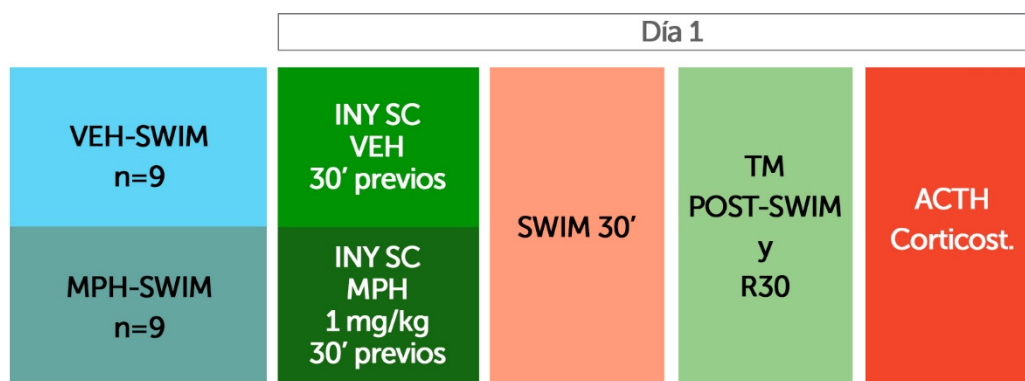 Día 1
VEH-SWIM
n=9
MPH-SWIM
n=9
INY SC
VEH
30′ previos
INY SC
MPH
1 mg/kg
30′ previos
SWIM 30′
TM
POST-SWIM
y
R30
ACTH
Corticost.